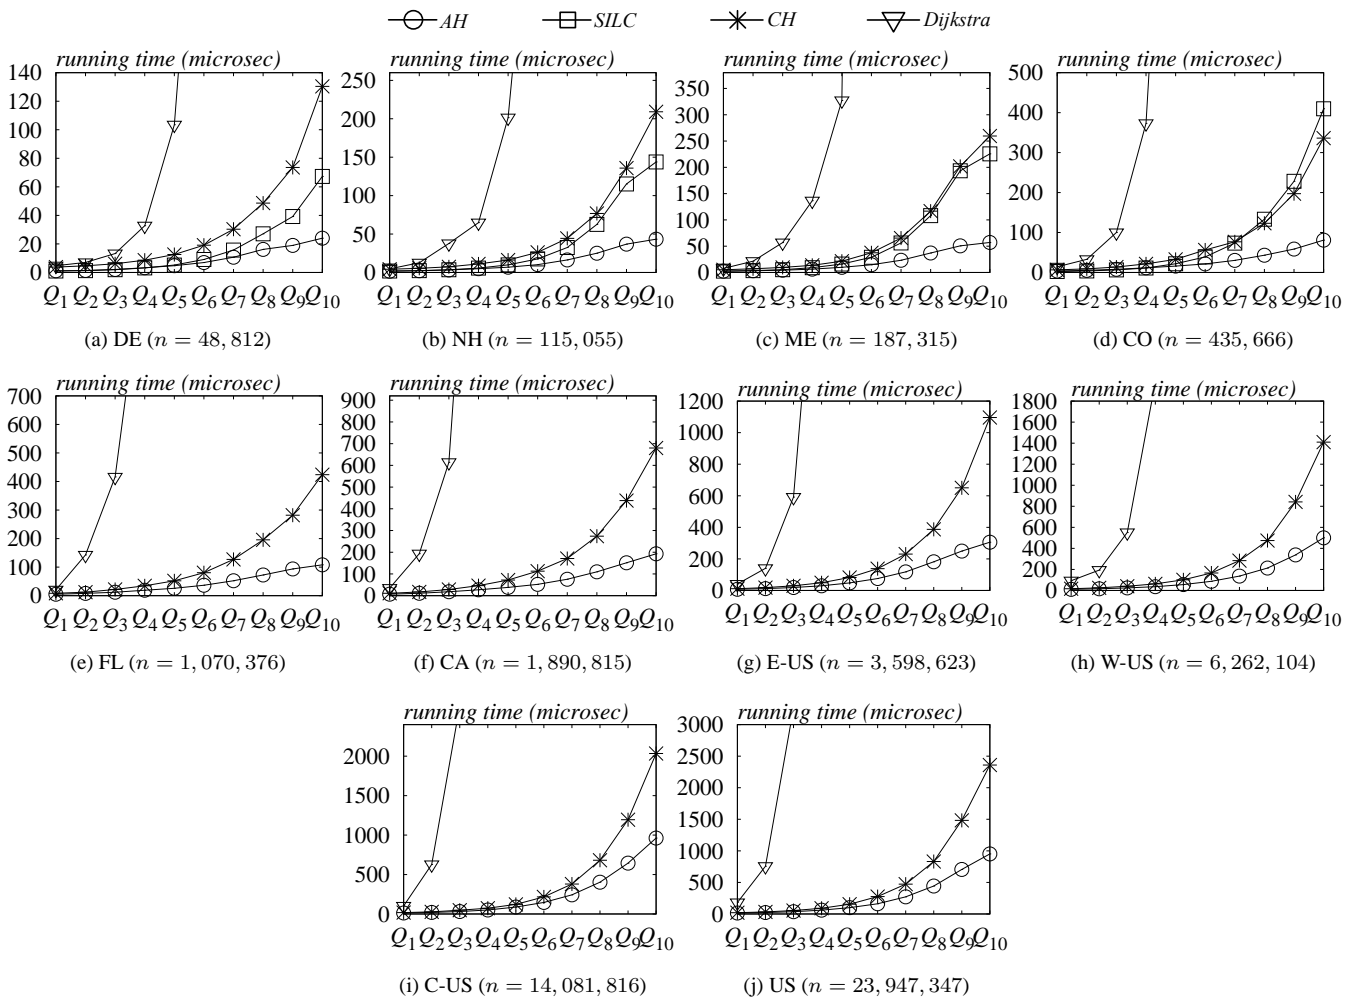 AH SILC CH Dijkstra
running time (microsec) running time (microsec) running time (microsec) running time (microsec)
140 120 100 80 60 40 20 0
Q1 Q2 Q3 Q4 Q5 Q6 Q7 Q8 Q9 Q10
(a) DE (n = 48, 812)
250 200 150 100 50 0
Q1 Q2 Q3 Q4 Q5 Q6 Q7 Q8 Q9 Q10
(b) NH (n = 115, 055)
350 300 250 200 150 100 50 0
Q1 Q2 Q3 Q4 Q5 Q6 Q7 Q8 Q9 Q10
(c) ME (n = 187, 315)
500 400 300 200 100 0
Q1 Q2 Q3 Q4 Q5 Q6 Q7 Q8 Q9 Q10
(d) CO (n = 435, 666)
running time (microsec) running time (microsec) running time (microsec) running time (microsec)
700 600 500 400 300 200 100 0
Q1 Q2 Q3 Q4 Q5 Q6 Q7 Q8 Q9 Q10
(e) FL (n = 1, 070, 376)
900 800 700 600 500 400 300 200 100 0
Q1 Q2 Q3 Q4 Q5 Q6 Q7 Q8 Q9 Q10
(f) CA (n = 1, 890, 815)
1200 1000 800 600 400 200 0
Q1 Q2 Q3 Q4 Q5 Q6 Q7 Q8 Q9 Q10
(g) E-US (n = 3, 598, 623)
1800 1600 1400 1200 1000 800 600 400 200 0
Q1 Q2 Q3 Q4 Q5 Q6 Q7 Q8 Q9 Q10
(h) W-US (n = 6, 262, 104)
running time (microsec) running time (microsec)
2000 1500 1000 500 0
Q1 Q2 Q3 Q4 Q5 Q6 Q7 Q8 Q9 Q10
(i) C-US (n = 14, 081, 816)
3000 2500 2000 1500 1000 500 0
Q1 Q2 Q3 Q4 Q5 Q6 Q7 Q8 Q9 Q10
(j) US (n = 23, 947, 347)